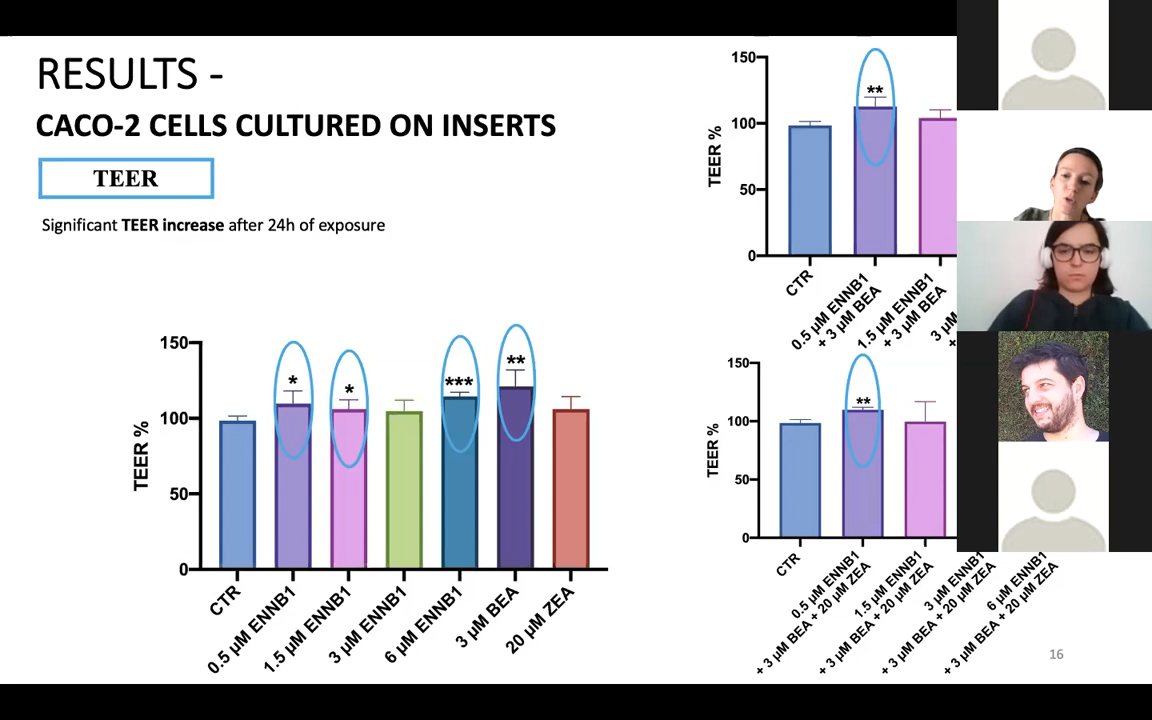 RESULTS -
CACO-2 CELLS CULTURED ON INSERTS
TEER
Significant TEER increase after 24h of exposure
TEER %
150
100
50
0
*
*
***
**
CTR
0.5 µM ENNB1
1.5 µM ENNB1
3 µM ENNB1
6 µM ENNB1
3 µM BEA
20 µM ZEA
TEER %
150
100
50
0
**
CTR
0.5 µM ENNB1
+ 3 µM BEA
1.5 µM ENNB1
+ 3 µM BEA
3 µM
TEER %
150
100
50
0
**
CTR
0.5 µM ENNB1
+ 3 µM BEA + 20 µM ZEA
1.5 µM ENNB1
+ 3 µM BEA + 20 µM ZEA
3 µM ENNB1
+ 3 µM BEA + 20 µM ZEA
6 µM ENNB1
+ 3 µM BEA + 20 µM ZEA
16